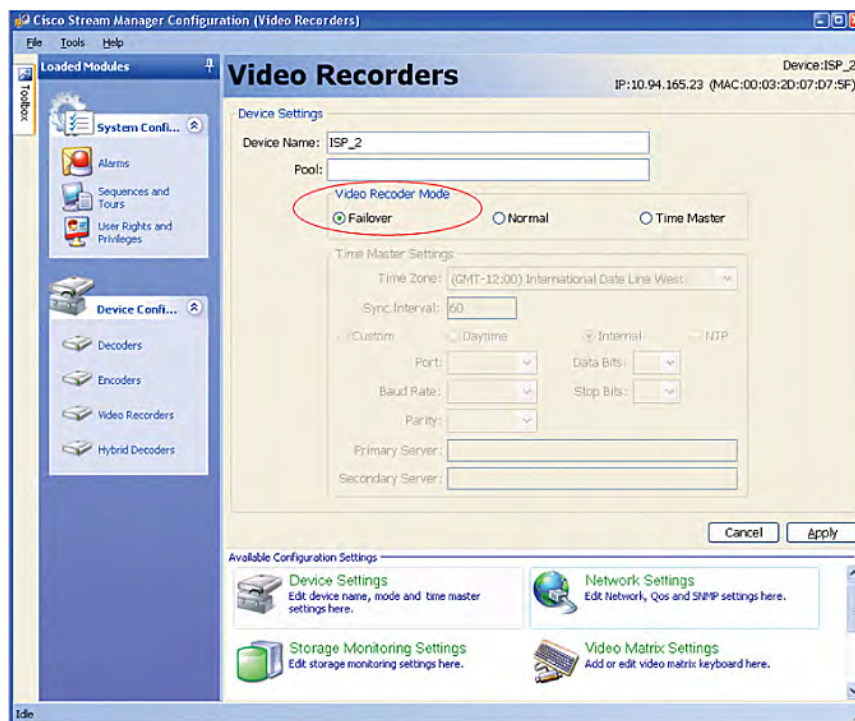 Cisco Stream Manager Configuration (Video Recorders)
File Tools Help
Toolbox
Loaded Modules
System Confi...
Alarms
Sequences and
Tours
User Rights and
Privileges
Device Confi...
Decoders
Encoders
Video Recorders
Hybrid Decoders
Video Recorders
Device:ISP_2
IP:10.94.165.23 (MAC:00:03:2D:07:D7:5F)
Device Settings
Device Name: ISP_2
Pool:
Video Recoder Mode
Failover Normal Time Master
Time Master Settings
Time Zone: (GMT-12:00) International Date Line West
Sync Interval: 60
Custom Daytime Internal NTP
Port: Data Bits:
Baud Rate: Stop Bits:
Parity:
Primary Server:
Secondary Server:
Cancel Apply
Available Configuration Settings
Device Settings
Edit device name, mode and time master
settings here.
Network Settings
Edit Network, Qos and SNMP settings here.
Storage Monitoring Settings
Edit storage monitoring settings here.
Video Matrix Settings
Add or edit video matrix keyboard here.
Idle